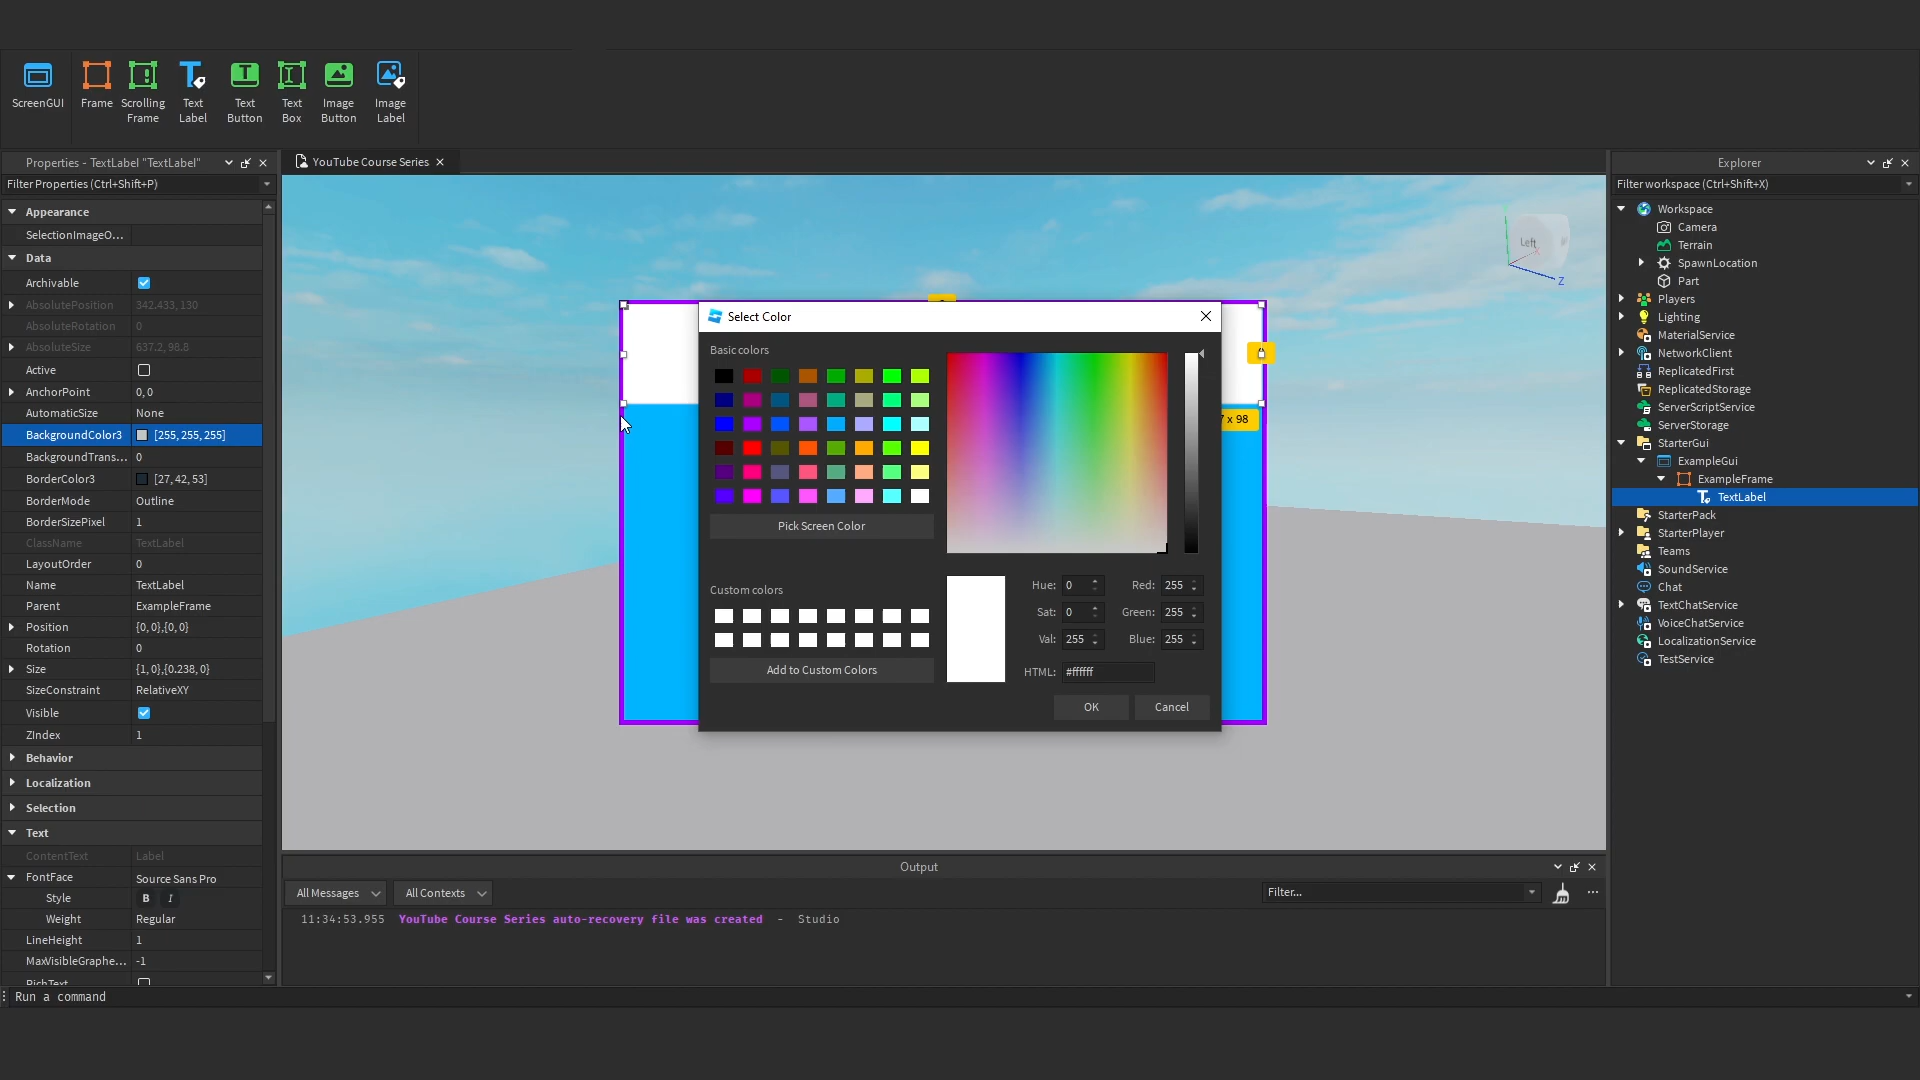 ScreenGUI
Frame
Scrolling
Frame
Text
Label
T
Text
Button
Text
Box
Image
Button
Image
Label
Properties - TextLabel "TextLabel"
Filter Properties (Ctrl+Shift+P)
Appearance
SelectionImageO...
Data
Archivable
AbsolutePosition 342.433, 130
AbsoluteRotation 0
AbsoluteSize 637.2, 98.8
Active
AnchorPoint 0, 0
AutomaticSize None
BackgroundColor3 [255, 255, 255]
BackgroundTrans... 0
BorderColor3 [27, 42, 53]
BorderMode Outline
BorderSizePixel 1
ClassName TextLabel
LayoutOrder 0
Name TextLabel
Parent ExampleFrame
Position {0, 0},{0, 0}
Rotation 0
Size {1, 0},{0.238, 0}
SizeConstraint RelativeXY
Visible
ZIndex 1
Behavior
Localization
Selection
Text
ContentText Label
FontFace Source Sans Pro
Style B I
Weight Regular
LineHeight 1
MaxVisibleGraphe... -1
RichText
Run a command
YouTube Course Series
Left
Z
7 x 98
Select Color
Basic colors
Pick Screen Color
Custom colors
Add to Custom Colors
Hue: 0 Red: 255
Sat: 0 Green: 255
Val: 255 Blue: 255
HTML: #ffffff
OK Cancel
Output
All Messages All Contexts Filter...
11:34:53.955 YouTube Course Series auto-recovery file was created - Studio
Explorer
Filter workspace (Ctrl+Shift+X)
Workspace
Camera
Terrain
SpawnLocation
Part
Players
Lighting
MaterialService
NetworkClient
ReplicatedFirst
ReplicatedStorage
ServerScriptService
ServerStorage
StarterGui
ExampleGui
ExampleFrame
TextLabel
StarterPack
StarterPlayer
Teams
SoundService
Chat
TextChatService
VoiceChatService
LocalizationService
TestService